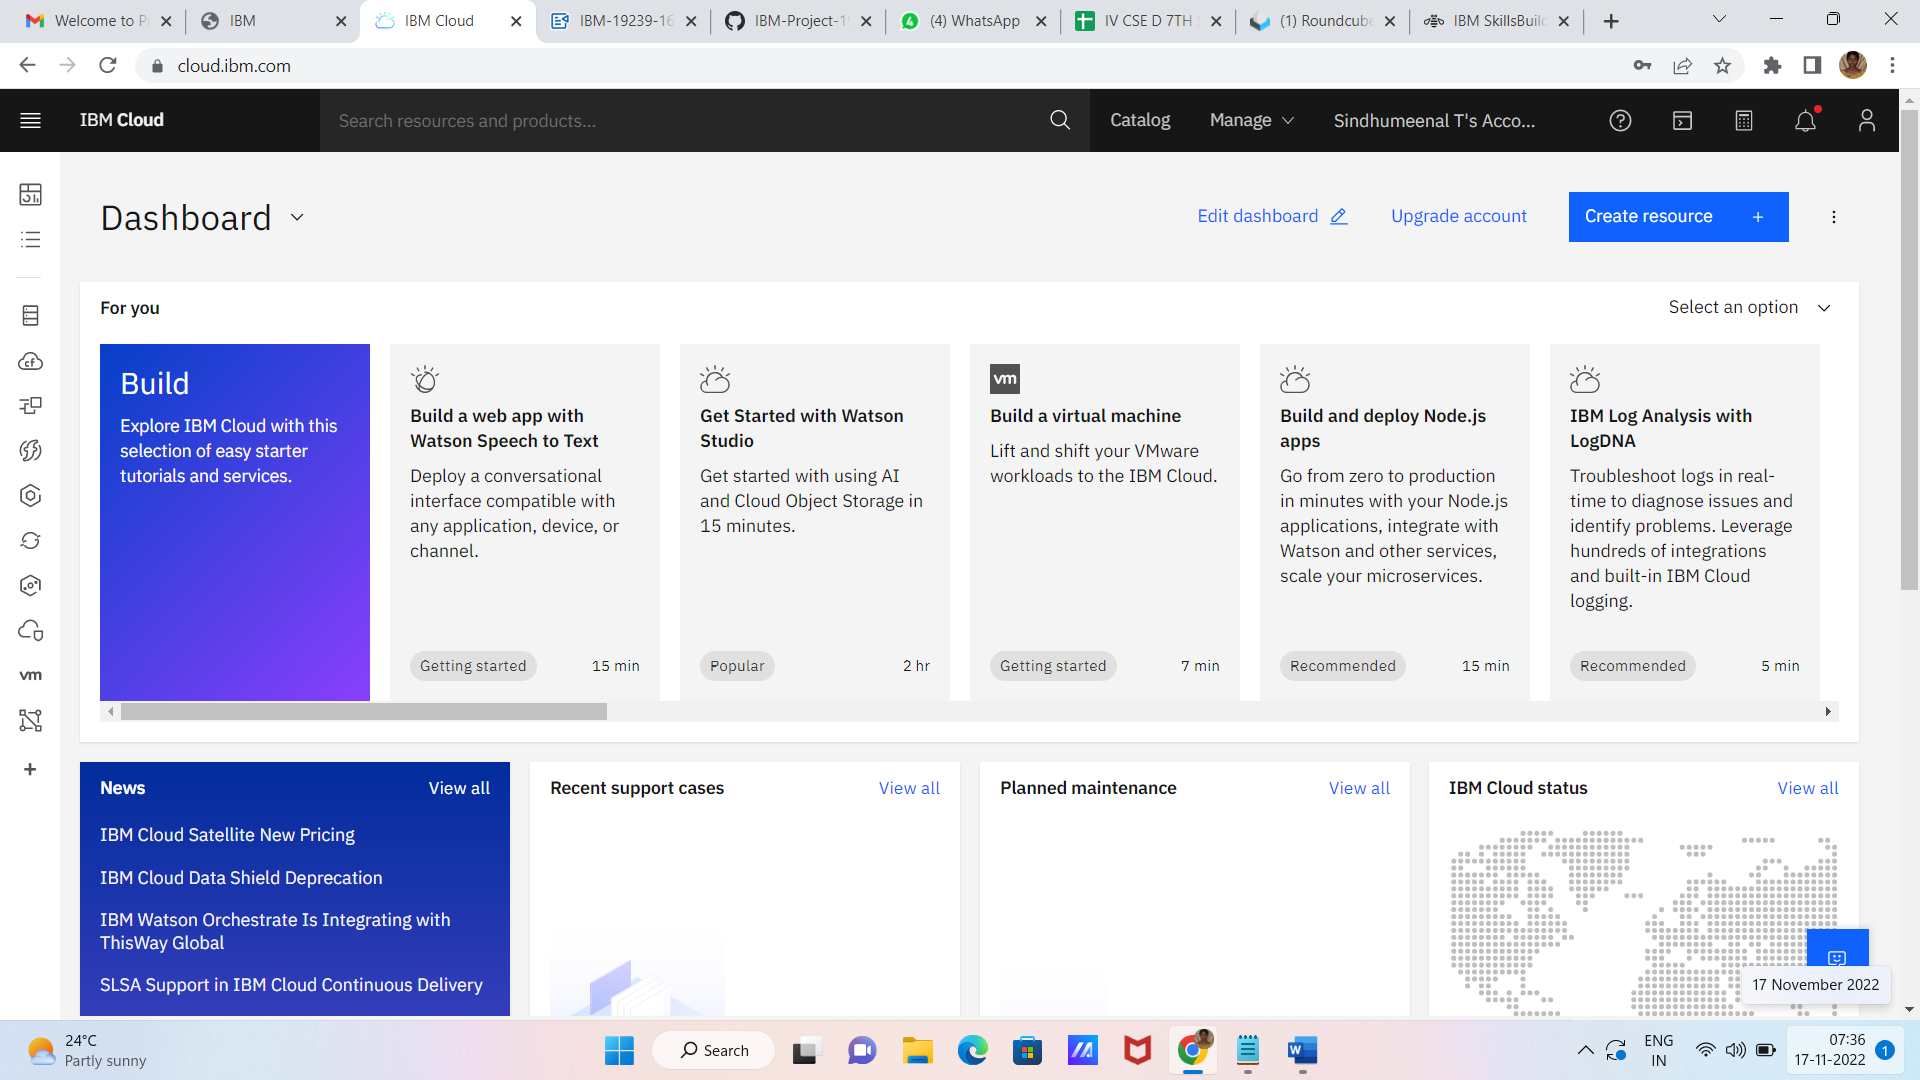 Welcome to P
IBM
IBM Cloud
IBM-19239-16
IBM-Project-1
(4) WhatsApp
IV CSE D 7TH
(1) Roundcube
IBM SkillsBuild
cloud.ibm.com
IBM Cloud
Search resources and products...
Catalog
Manage
Sindhumeenal T's Acco...
Dashboard
Edit dashboard
Upgrade account
Create resource +
For you
Select an option
Build
Explore IBM Cloud with this
selection of easy starter
tutorials and services.
Build a web app with
Watson Speech to Text
Deploy a conversational
interface compatible with
any application, device, or
channel.
Getting started
15 min
Get Started with Watson
Studio
Get started with using AI
and Cloud Object Storage in
15 minutes.
Popular
2 hr
vm
Build a virtual machine
Lift and shift your VMware
workloads to the IBM Cloud.
Getting started
7 min
Build and deploy Node.js
apps
Go from zero to production
in minutes with your Node.js
applications, integrate with
Watson and other services,
scale your microservices.
Recommended
15 min
IBM Log Analysis with
LogDNA
Troubleshoot logs in real-
time to diagnose issues and
identify problems. Leverage
hundreds of integrations
and built-in IBM Cloud
logging.
Recommended
5 min
vm
News
View all
IBM Cloud Satellite New Pricing
IBM Cloud Data Shield Deprecation
IBM Watson Orchestrate Is Integrating with
ThisWay Global
SLSA Support in IBM Cloud Continuous Delivery
Recent support cases
View all
Planned maintenance
View all
IBM Cloud status
View all
17 November 2022
24°C
Partly sunny
Search
ENG
IN
07:36
17-11-2022
1